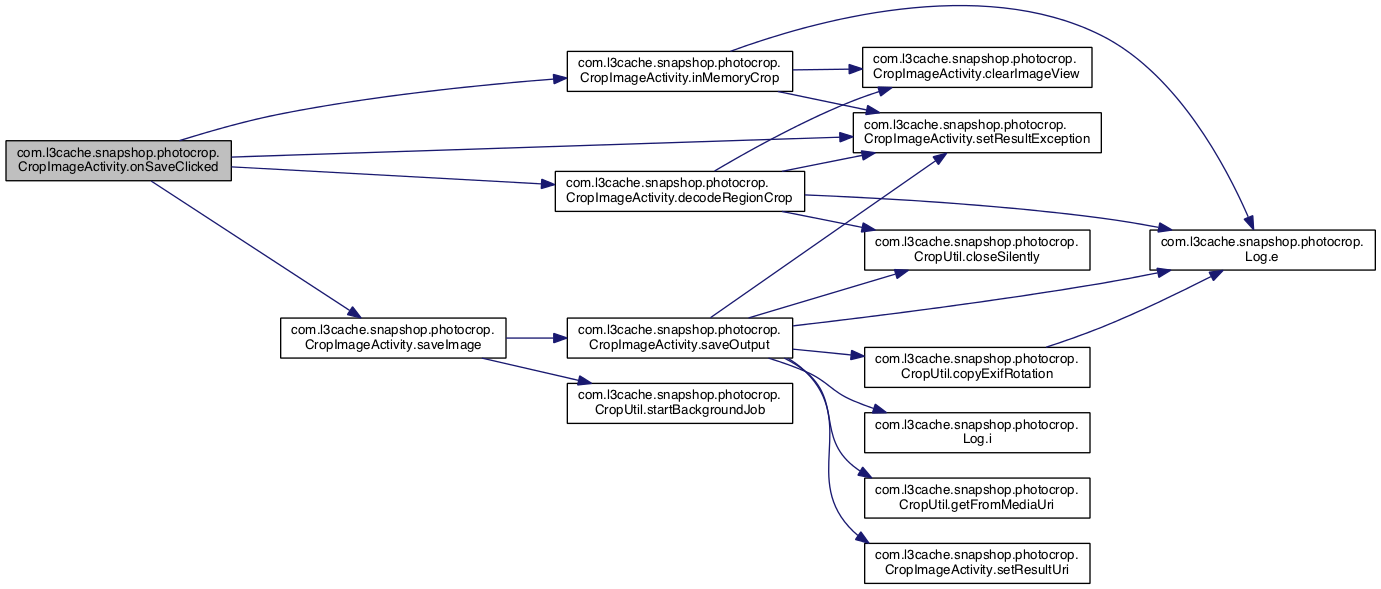 com.l3cache.snapshop.photocrop.
CropImageActivity.onSaveClicked
com.l3cache.snapshop.photocrop.
CropImageActivity.inMemoryCrop
com.l3cache.snapshop.photocrop.
CropImageActivity.clearImageView
com.l3cache.snapshop.photocrop.
CropImageActivity.setResultException
com.l3cache.snapshop.photocrop.
CropImageActivity.decodeRegionCrop
com.l3cache.snapshop.photocrop.
CropUtil.closeSilently
com.l3cache.snapshop.photocrop.
Log.e
com.l3cache.snapshop.photocrop.
CropImageActivity.saveImage
com.l3cache.snapshop.photocrop.
CropImageActivity.saveOutput
com.l3cache.snapshop.photocrop.
CropUtil.copyExifRotation
com.l3cache.snapshop.photocrop.
CropUtil.startBackgroundJob
com.l3cache.snapshop.photocrop.
Log.i
com.l3cache.snapshop.photocrop.
CropUtil.getFromMediaUri
com.l3cache.snapshop.photocrop.
CropImageActivity.setResultUri